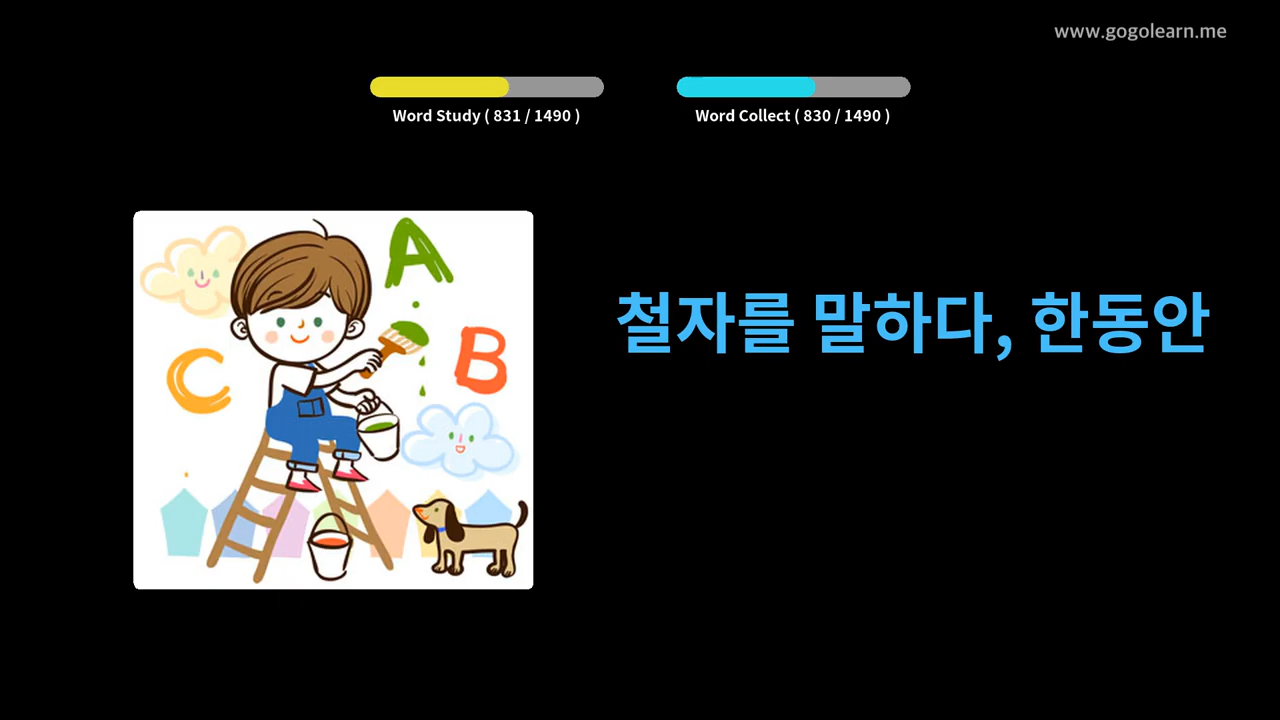 www.gogolearn.me
Word Study ( 831 / 1490 )
Word Collect ( 830 / 1490 )
A
B
C
철자를 말하다, 한동안